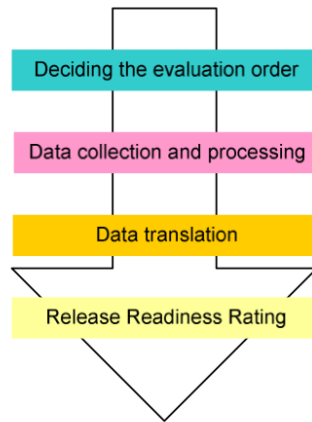 Deciding the evaluation order
Data collection and processing
Data translation
Release Readiness Rating